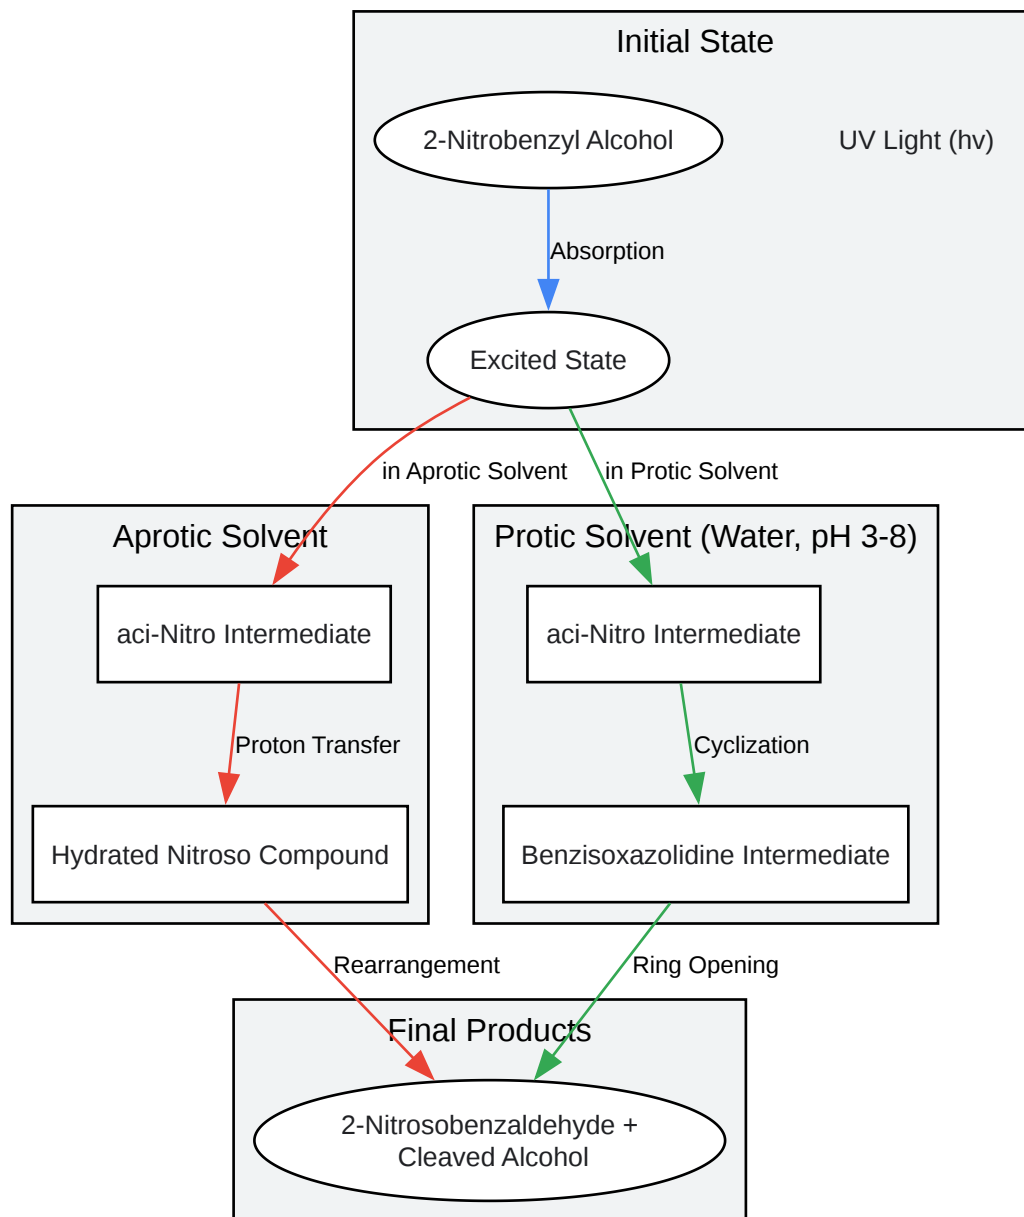 Initial State
2-Nitrobenzyl Alcohol
UV Light (hv)
Absorption
Excited State
in Aprotic Solvent
in Protic Solvent
Aprotic Solvent
Protic Solvent (Water, pH 3-8)
aci-Nitro Intermediate
aci-Nitro Intermediate
Proton Transfer
Cyclization
Hydrated Nitroso Compound
Benzisoxazolidine Intermediate
Rearrangement
Ring Opening
Final Products
2-Nitrosobenzaldehyde +
Cleaved Alcohol